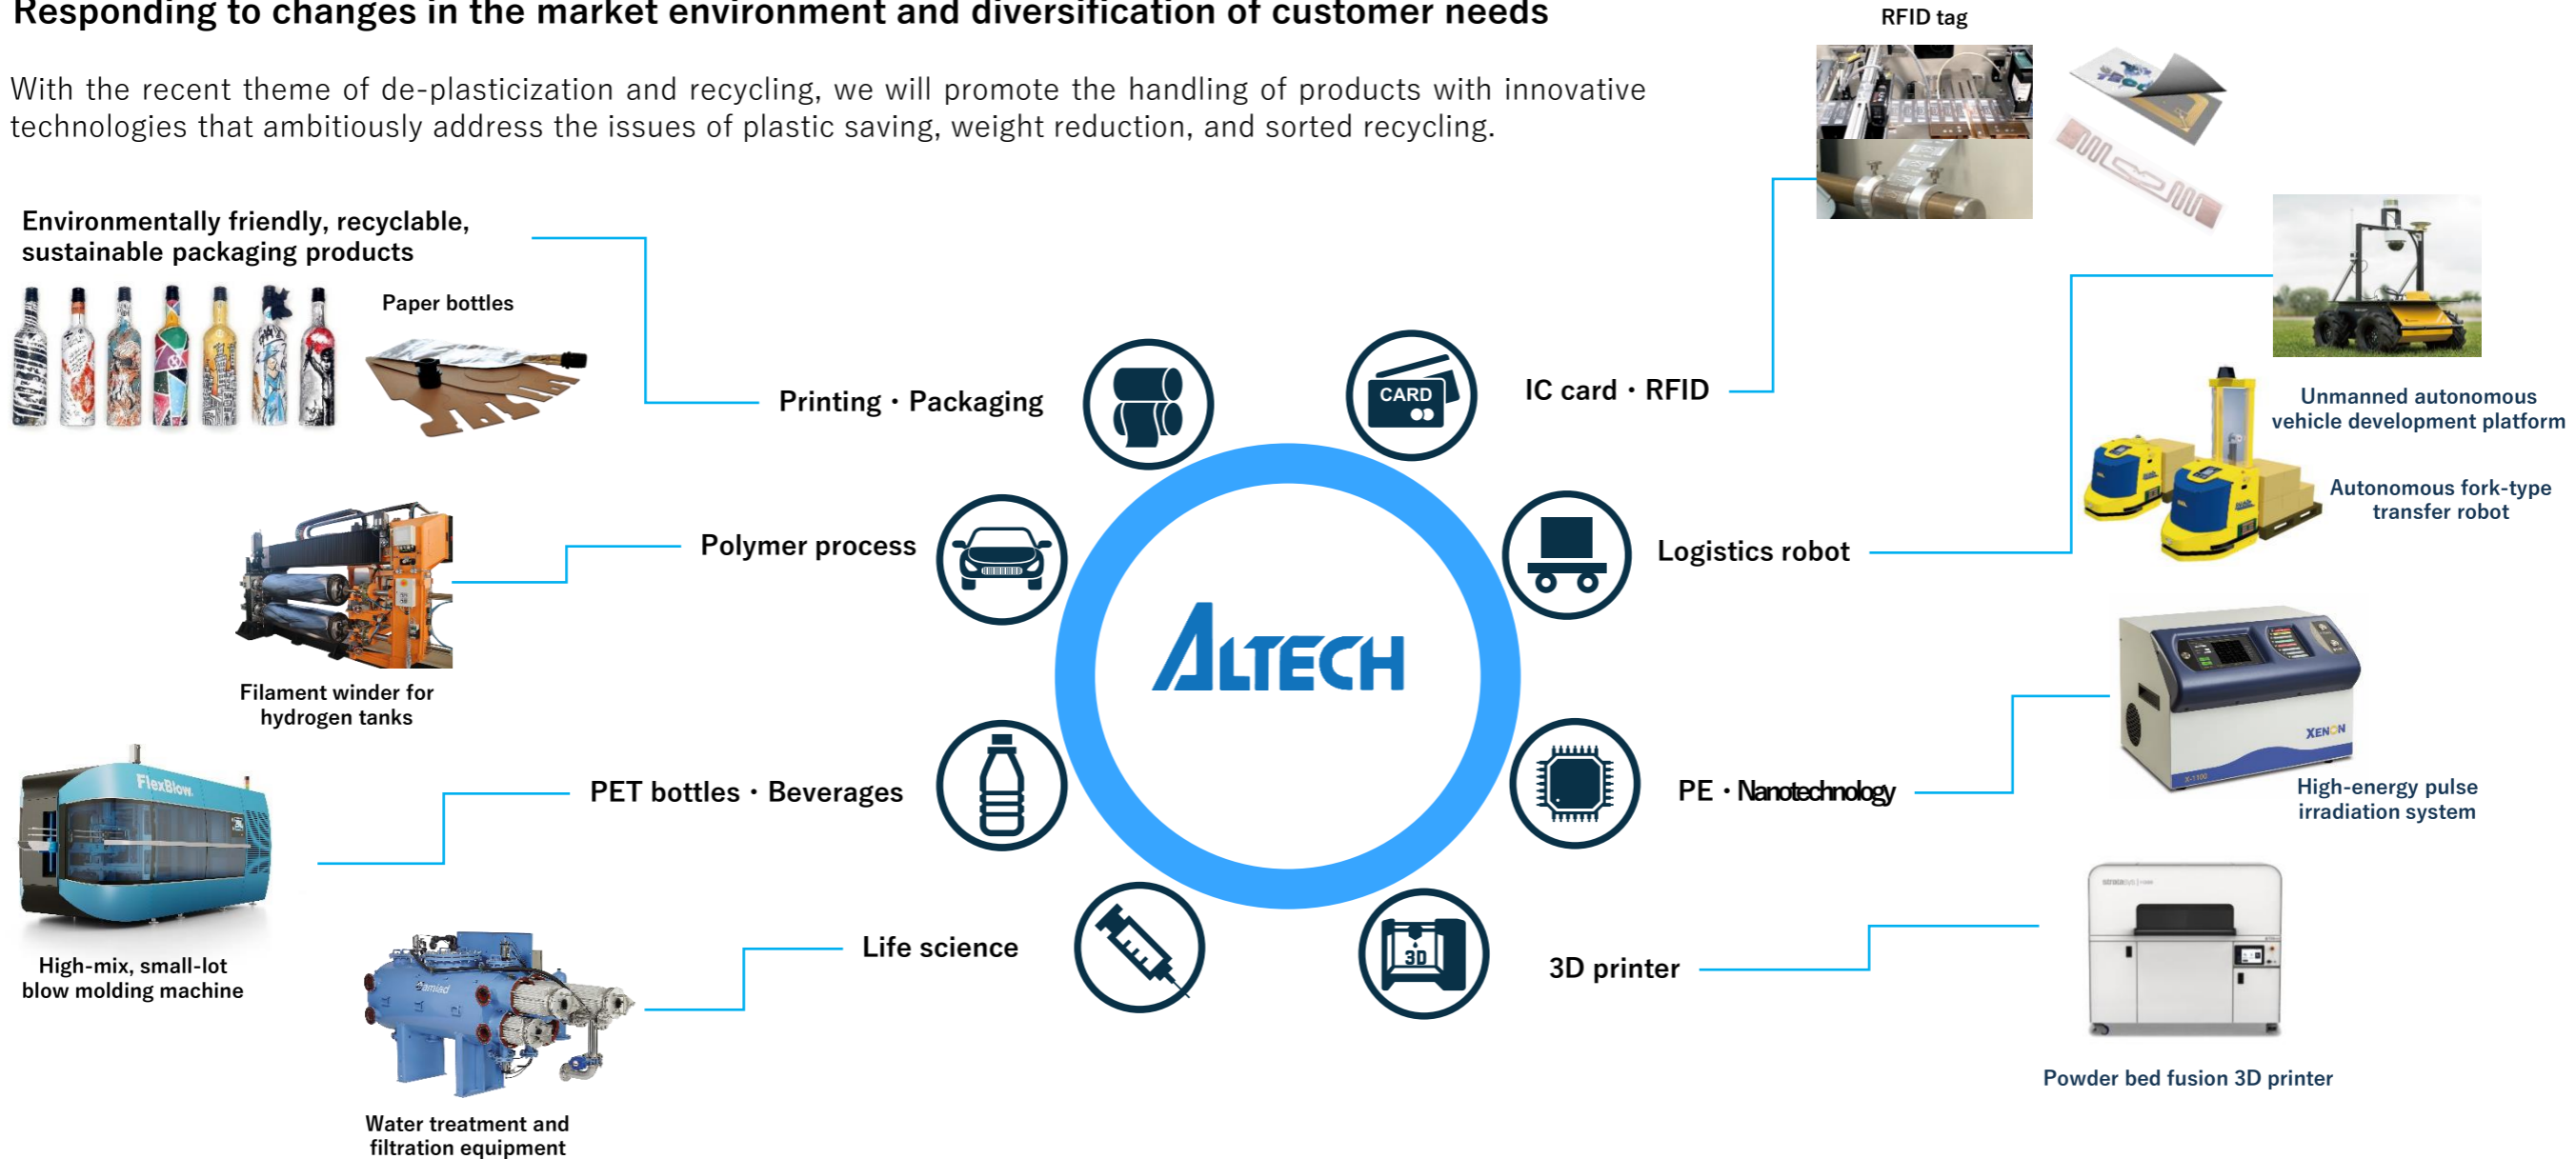 Responding to changes in the market environment and diversification of customer needs
With the recent theme of de-plasticization and recycling, we will promote the handling of products with innovative
technologies that ambitiously address the issues of plastic saving, weight reduction, and sorted recycling.
RFID tag
Environmentally friendly, recyclable,
sustainable packaging products
Paper bottles
Printing・Packaging
CARD
IC card・RFID
Unmanned autonomous
vehicle development platform
Autonomous fork-type
transfer robot
Polymer process
Logistics robot
Filament winder for
hydrogen tanks
ALTECH
XENON
X-1100
High-energy pulse
irradiation system
FlexBlow
PET bottles・Beverages
PE・Nanotechnology
High-mix, small-lot
blow molding machine
amiad
Life science
3D
3D printer
Water treatment and
filtration equipment
Powder bed fusion 3D printer